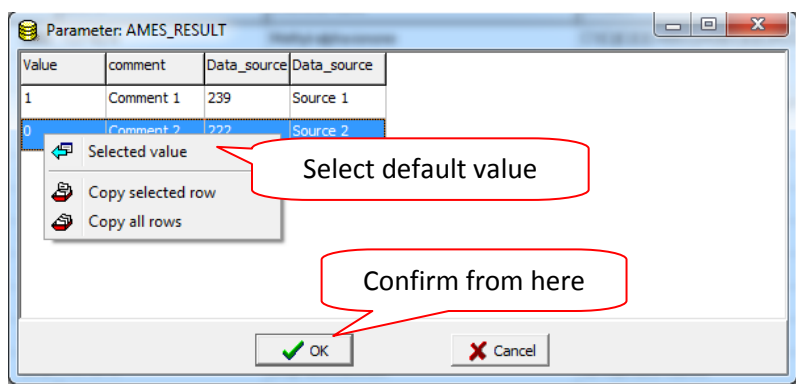 Parameter: AMES_RESULT
Value comment Data_source Data_source
1 Comment 1 239 Source 1
0 Comment 2 222 Source 2
Selected value
Select default value
Copy selected row
Copy all rows
Confirm from here
OK Cancel